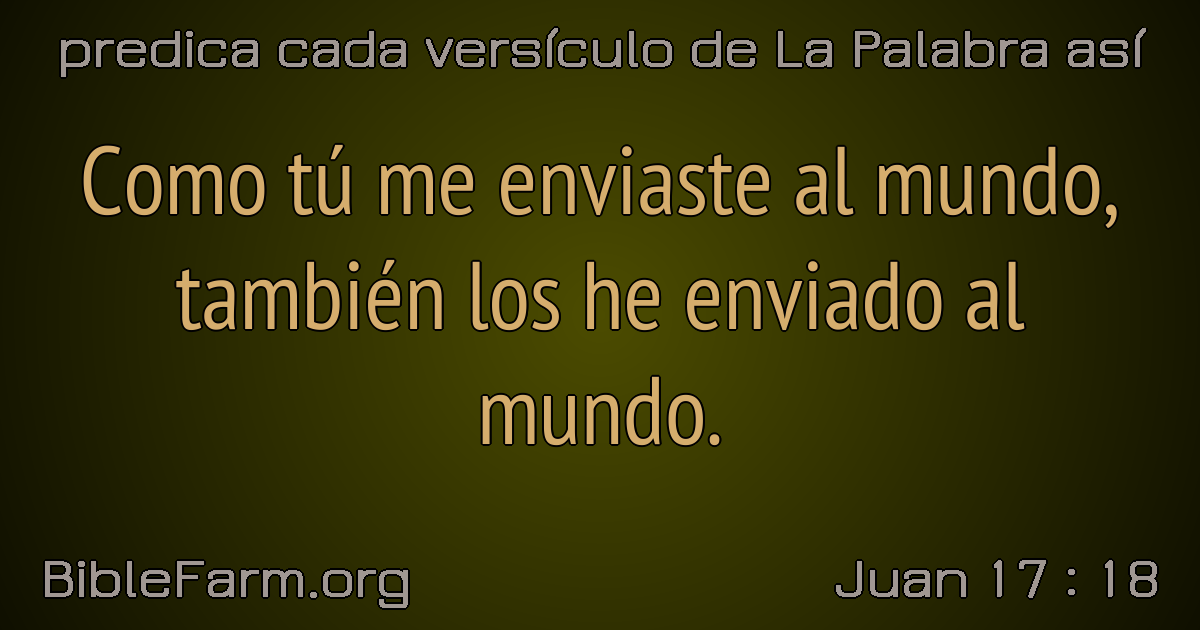 predica cada versículo de La Palabra así
Como tú me enviaste al mundo,
también los he enviado al
mundo.
BibleFarm.org
Juan 17 : 18